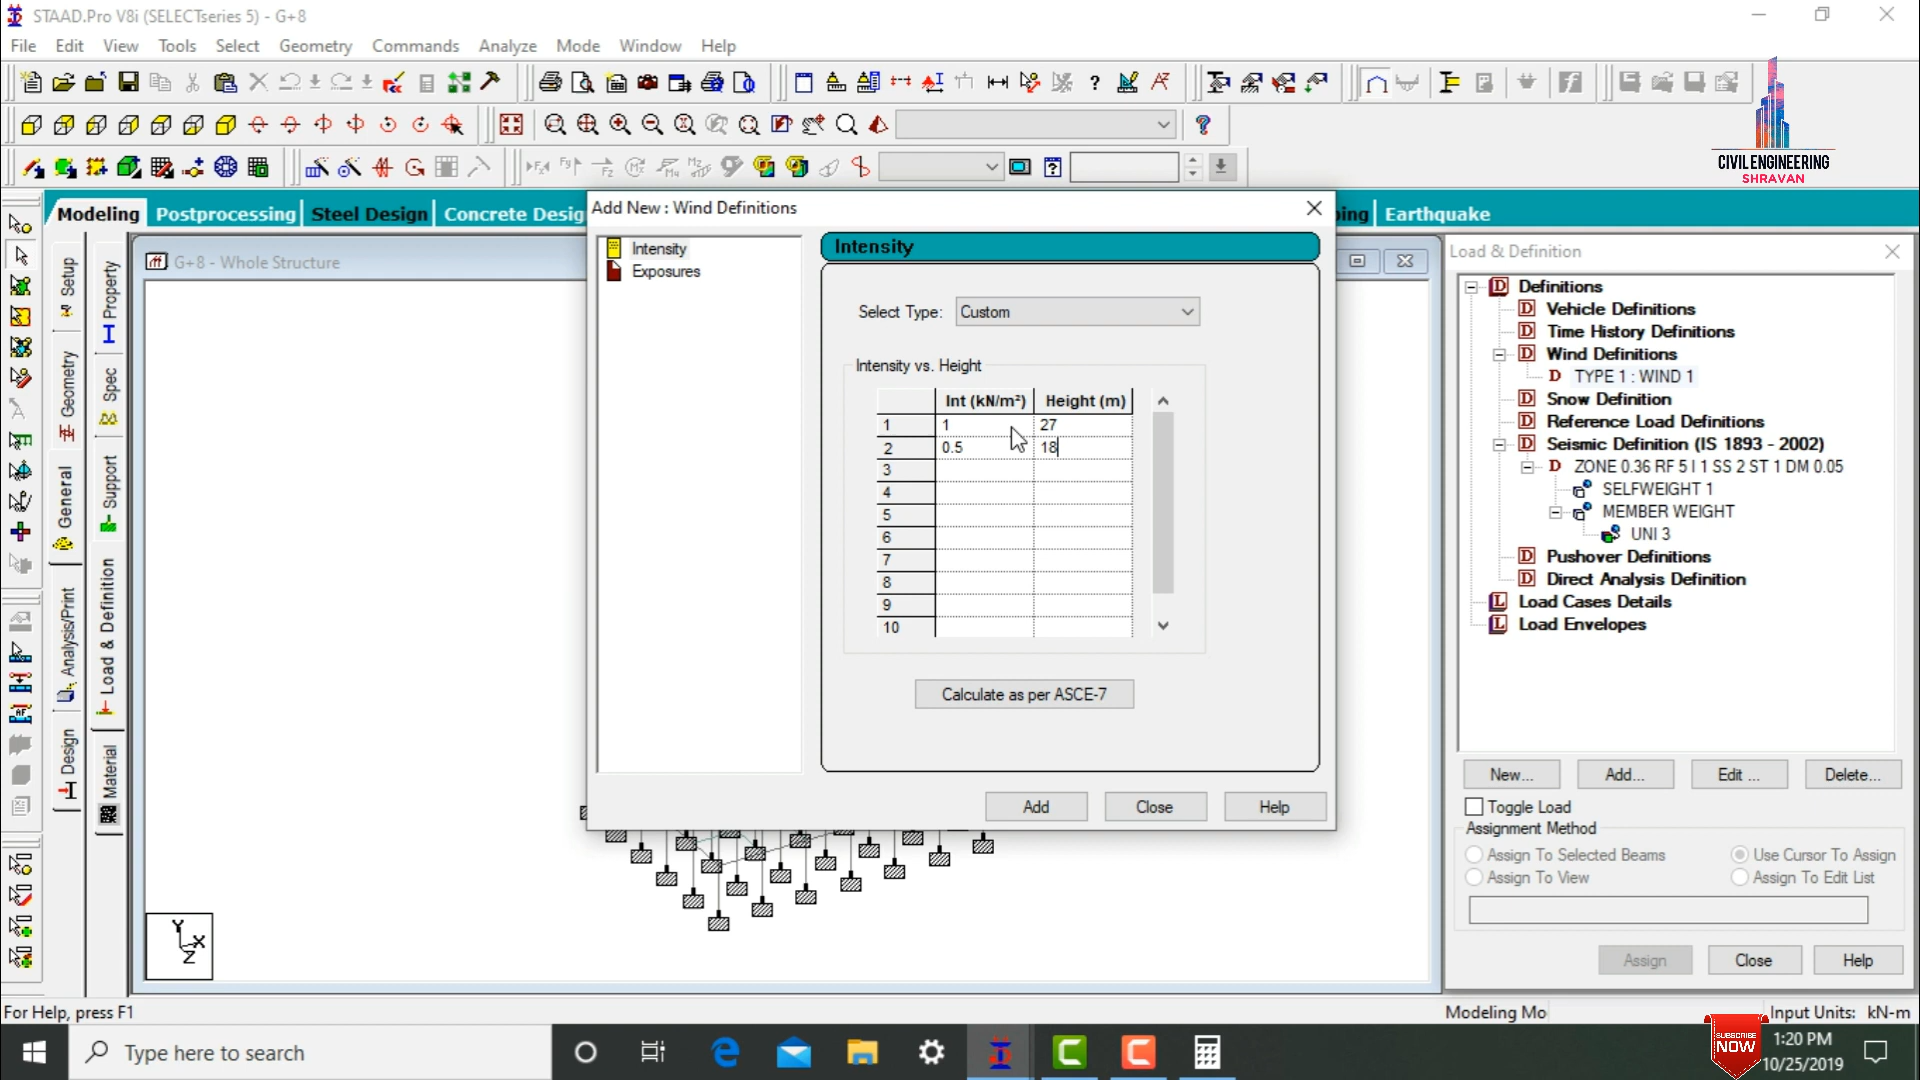 STAAD.Pro V8i (SELECTseries 5) - G+8
File Edit View Tools Select Geometry Commands Analyze Mode Window Help
CIVIL ENGINEERING
SHRAVAN
Modeling Postprocessing Steel Design Concrete Desig ing Earthquake
Add New : Wind Definitions
Intensity
Exposures
Intensity
Select Type: Custom
Intensity vs. Height
Int (kN/m²) Height (m)
1 1 27
2 0.5 18
3
4
5
6
7
8
9
10
Calculate as per ASCE-7
Add Close Help
G+8 - Whole Structure
Setup
Geometry
General
Analysis/Print
Design
Property
Spec
Support
Load & Definition
Material
Y
X
Z
Load & Definition
Definitions
Vehicle Definitions
Time History Definitions
Wind Definitions
TYPE 1 : WIND 1
Snow Definition
Reference Load Definitions
Seismic Definition (IS 1893 - 2002)
ZONE 0.36 RF 5 I 1 SS 2 ST 1 DM 0.05
SELFWEIGHT 1
MEMBER WEIGHT
UNI 3
Pushover Definitions
Direct Analysis Definition
Load Cases Details
Load Envelopes
New... Add... Edit ... Delete...
Toggle Load
Assignment Method
Assign To Selected Beams Use Cursor To Assign
Assign To View Assign To Edit List
Assign Close Help
For Help, press F1
Modeling Mo Input Units: kN-m
Type here to search
SUBSCRIBE
NOW
1:20 PM
10/25/2019